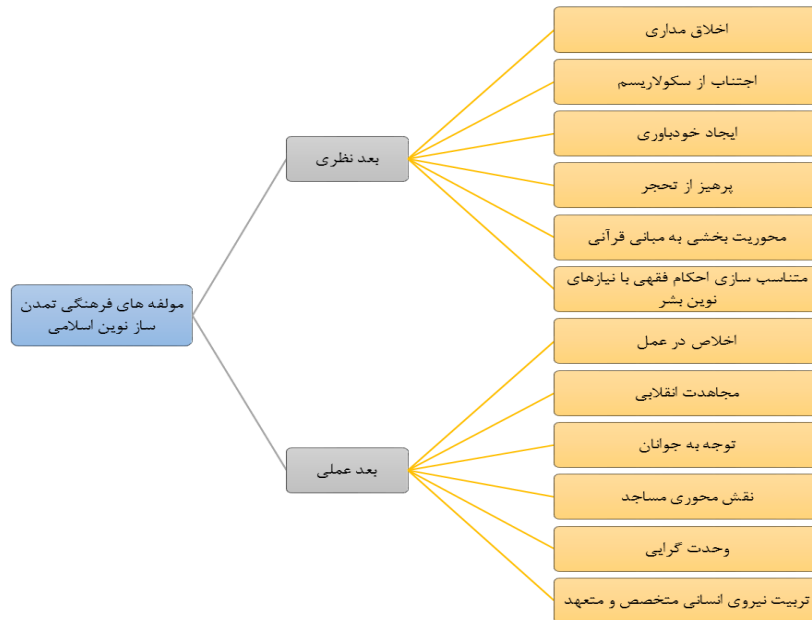 مولفه های فرهنگی تمدن
ساز نوین اسلامی
بعد نظری
اخلاق مداری
اجتناب از سکولاریسم
ایجاد خودباوری
پرهیز از تحجر
محوریت بخشی به مبانی قرآنی
متناسب سازی احکام فقهی با نیازهای
نوین بشر
بعد عملی
اخلاص در عمل
مجاهدت انقلابی
توجه به جوانان
نقش محوری مساجد
وحدت گرایی
تربیت نیروی انسانی متخصص و متعهد